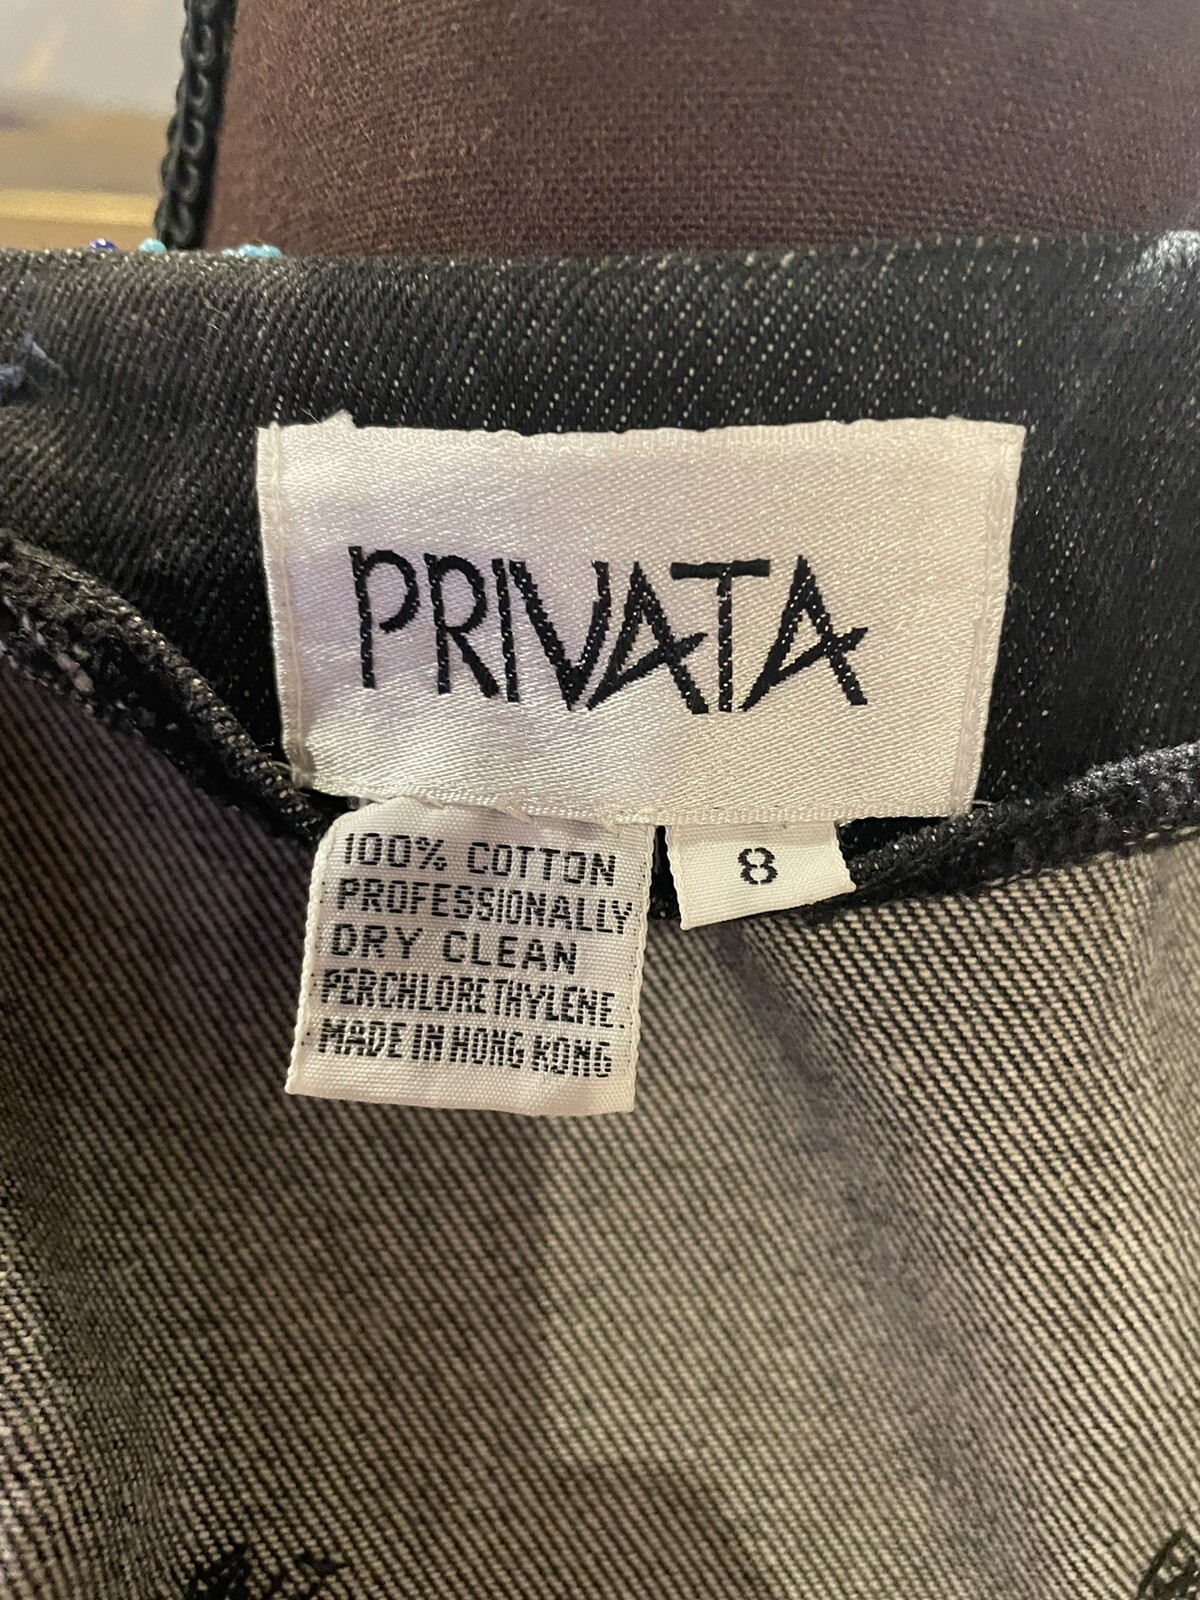 PRIVATA
100% COTTON
PROFESSIONALLY
DRY CLEAN
PERCHLORETHYLENE.
MADE IN HONG KONG
8